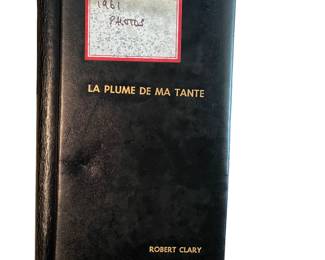 1961
PHOTOS
LA PLUME DE MA TANTE
ROBERT CLARY